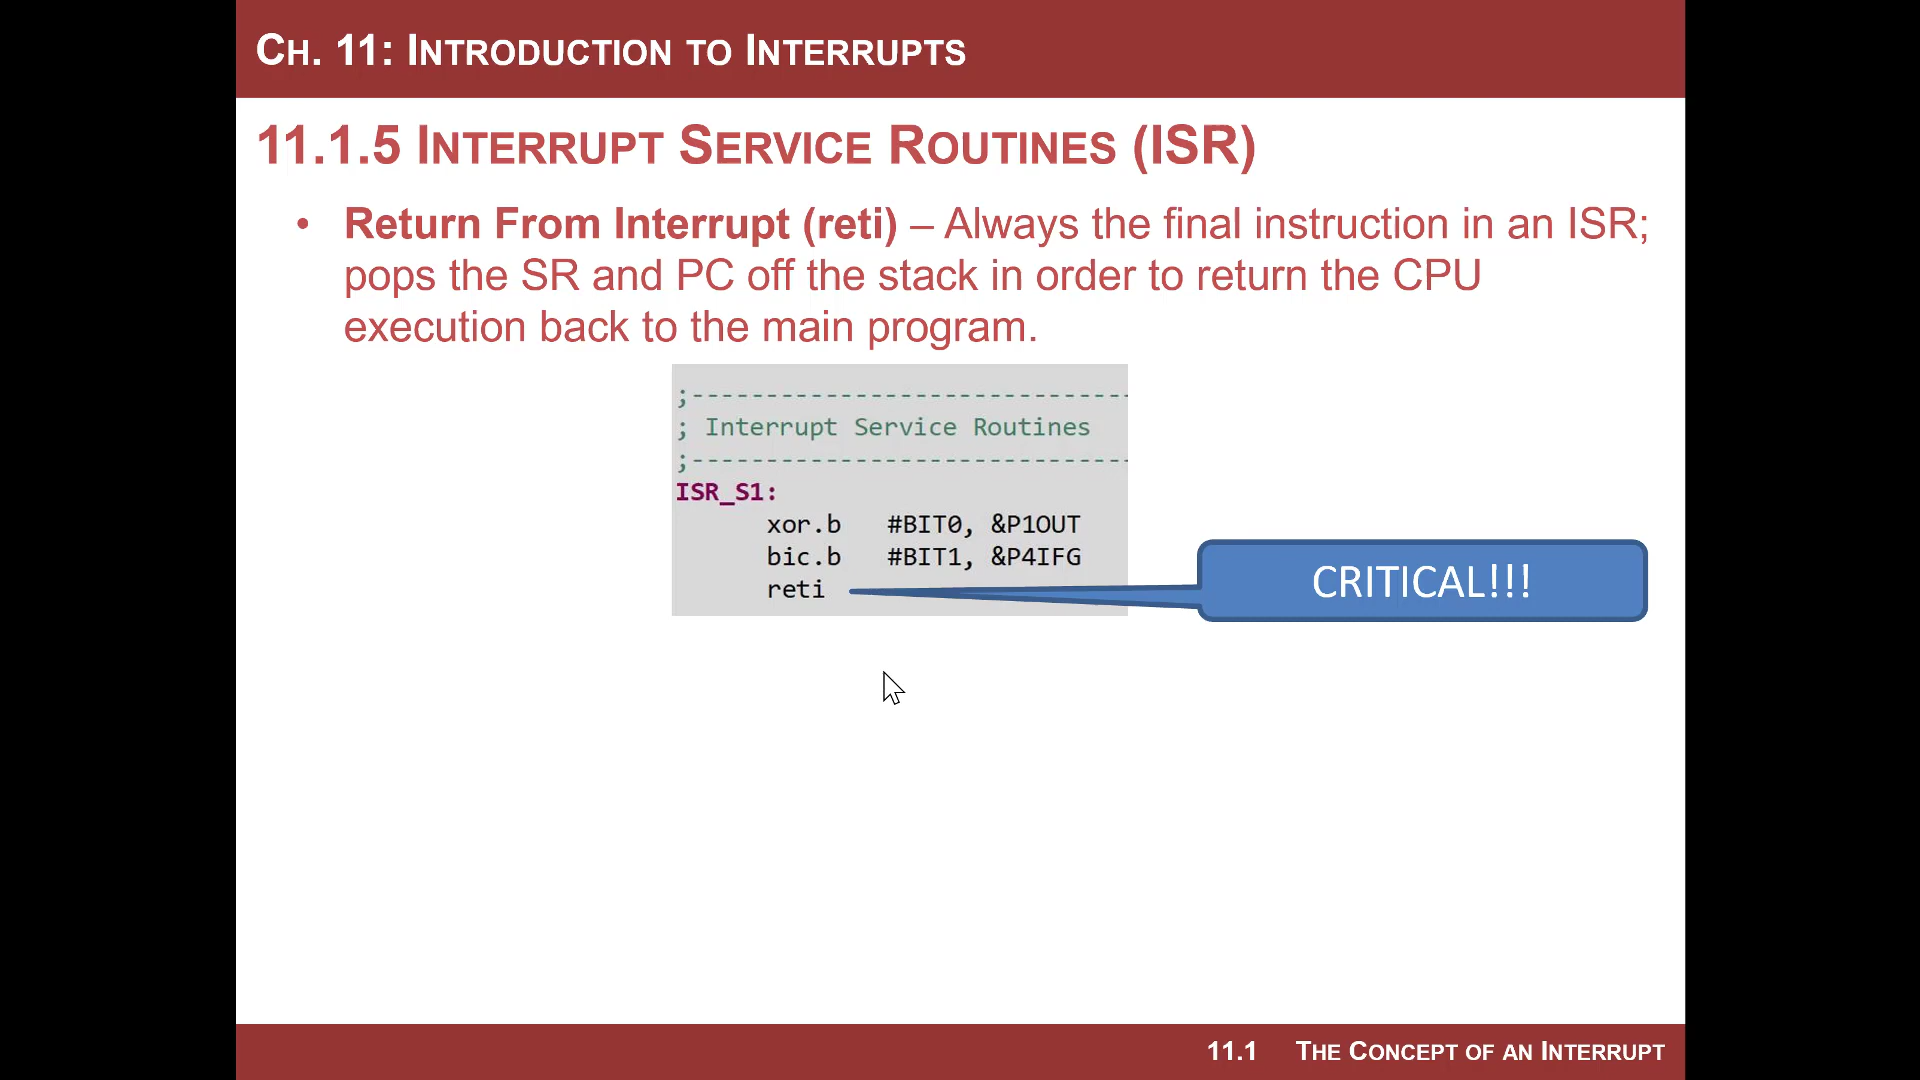 CH. 11: INTRODUCTION TO INTERRUPTS
11.1.5 INTERRUPT SERVICE ROUTINES (ISR)
• Return From Interrupt (reti) – Always the final instruction in an ISR;
pops the SR and PC off the stack in order to return the CPU
execution back to the main program.
;------------------------------
; Interrupt Service Routines
;------------------------------
ISR_S1:
xor.b #BIT0, &P1OUT
bic.b #BIT1, &P4IFG
reti
CRITICAL!!!
11.1 THE CONCEPT OF AN INTERRUPT